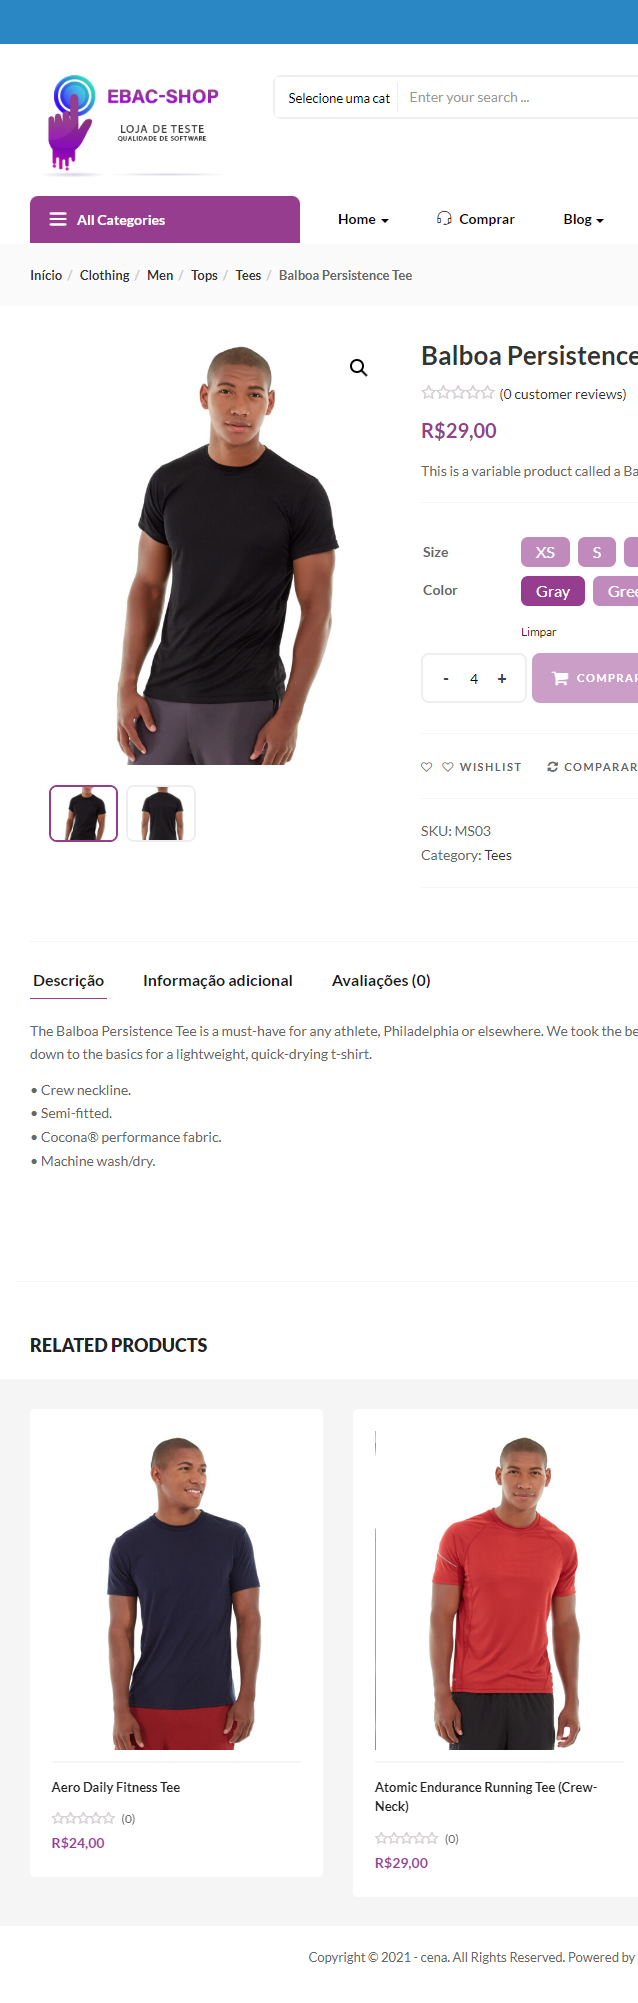 EBAC-SHOP
LOJA DE TESTE
QUALIDADE DE SOFTWARE
Selecione uma cat
Enter your search ...
All Categories
Home
Comprar
Blog
Início / Clothing / Men / Tops / Tees / Balboa Persistence Tee
Balboa Persistence
(0 customer reviews)
R$29,00
This is a variable product called a Ba
Size XS S
Color Gray Gree
Limpar
- 4 + COMPRAR
WISHLIST COMPARAR
SKU: MS03
Category: Tees
Descrição Informação adicional Avaliações (0)
The Balboa Persistence Tee is a must-have for any athlete, Philadelphia or elsewhere. We took the be
down to the basics for a lightweight, quick-drying t-shirt.
• Crew neckline.
• Semi-fitted.
• Cocona® performance fabric.
• Machine wash/dry.
RELATED PRODUCTS
Aero Daily Fitness Tee
(0)
R$24,00
Atomic Endurance Running Tee (Crew-
Neck)
(0)
R$29,00
Copyright © 2021 - cena. All Rights Reserved. Powered by